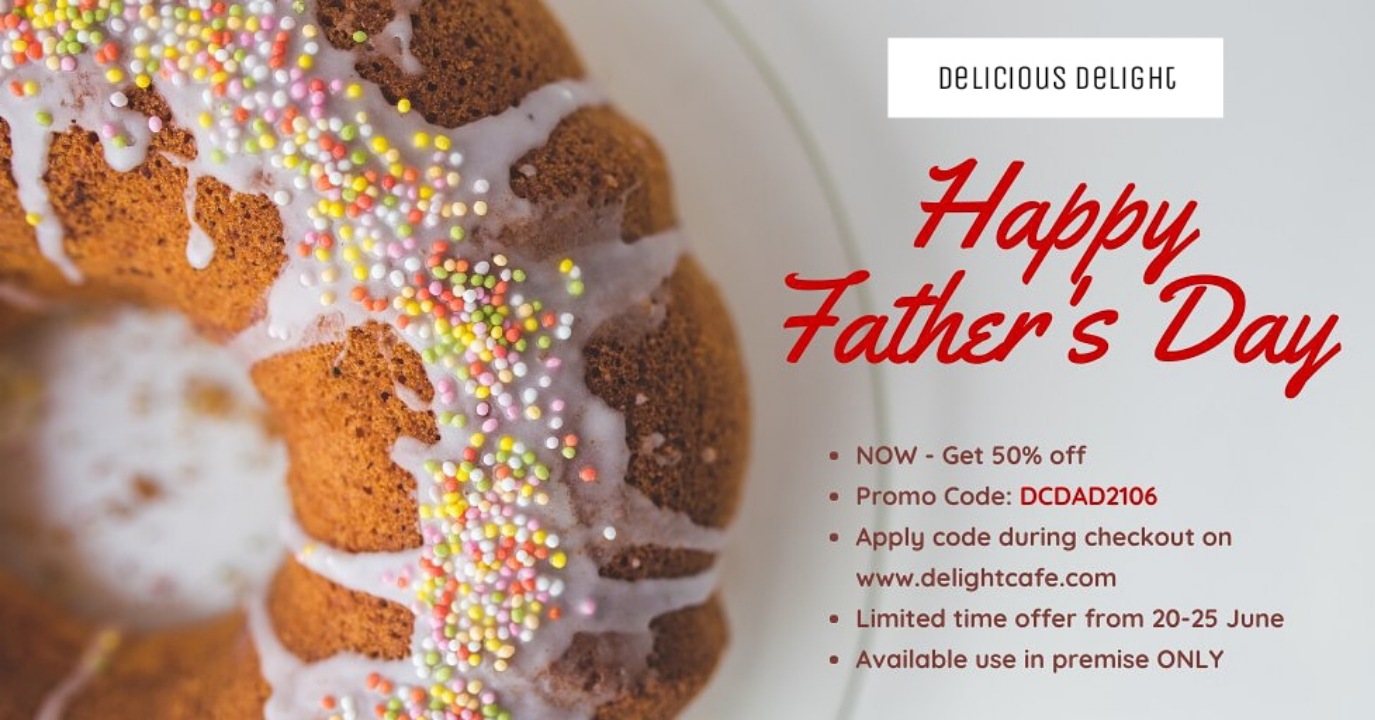 DELICIOUS DELIGHT
Happy
Father's Day
• NOW - Get 50% off
• Promo Code: DCDAD2106
• Apply code during checkout on
www.delightcafe.com
• Limited time offer from 20-25 June
• Available use in premise ONLY